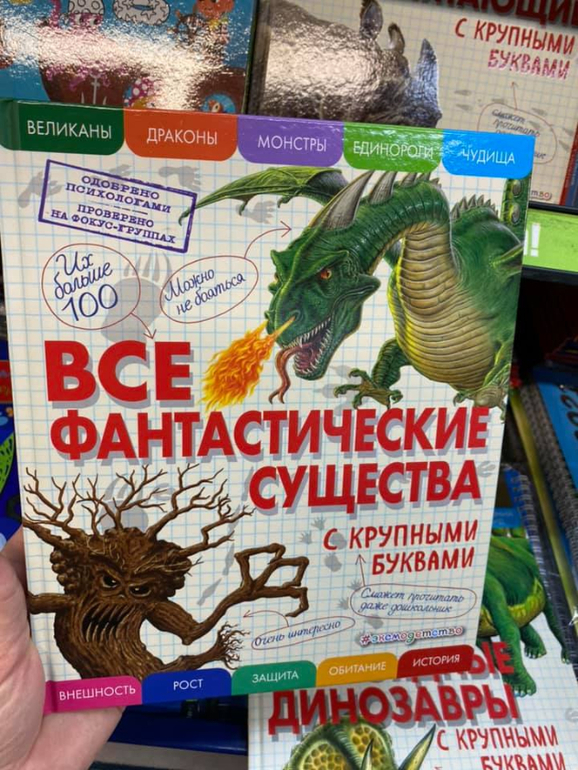 С КРУПНЫМИ
БУКВАМИ
ВЕЛИКАНЫ
ДРАКОНЫ
МОНСТРЫ
ЕДИНОРОГИ
ЧУДИЩА
ОДОБРЕНО
ПСИХОЛОГАМИ
ПРОВЕРЕНО
НА ФОКУС-ГРУППАХ
Их
больше
100
Можно
не бояться
ВСЕ
ФАНТАСТИЧЕСКИЕ
СУЩЕСТВА
С КРУПНЫМИ
БУКВАМИ
Сможет прочитать
даже дошкольник
Очень интересно
#эксмодетство
ВНЕШНОСТЬ
РОСТ
ЗАЩИТА
ОБИТАНИЕ
ИСТОРИЯ
ДИНОЗАВРЫ
С КРУПНЫМИ
БУКВАМИ